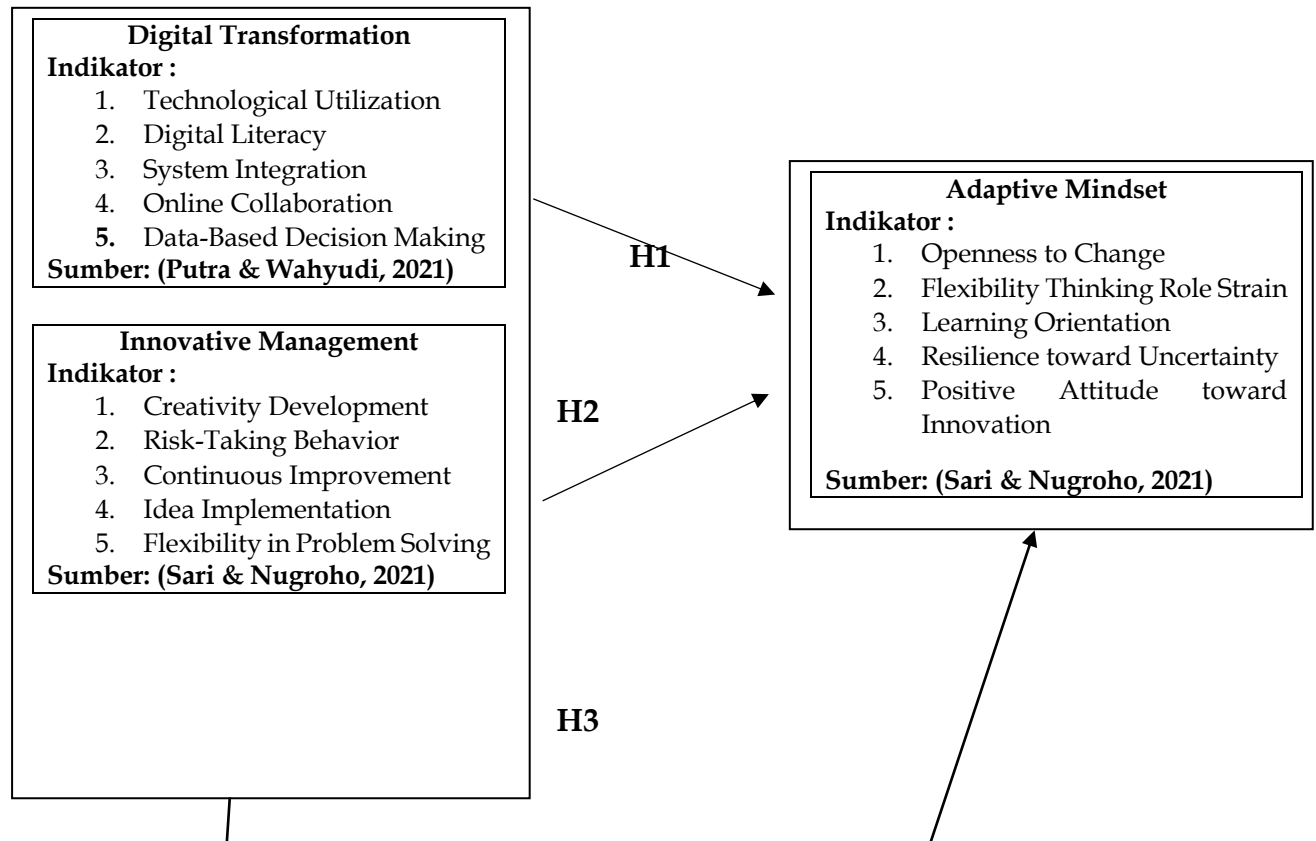 Digital Transformation
Indikator :
1. Technological Utilization
2. Digital Literacy
3. System Integration
4. Online Collaboration
5. Data-Based Decision Making
Sumber: (Putra & Wahyudi, 2021)
Innovative Management
Indikator :
1. Creativity Development
2. Risk-Taking Behavior
3. Continuous Improvement
4. Idea Implementation
5. Flexibility in Problem Solving
Sumber: (Sari & Nugroho, 2021)
H1
H2
H3
Adaptive Mindset
Indikator :
1. Openness to Change
2. Flexibility Thinking Role Strain
3. Learning Orientation
4. Resilience toward Uncertainty
5. Positive Attitude toward
Innovation
Sumber: (Sari & Nugroho, 2021)